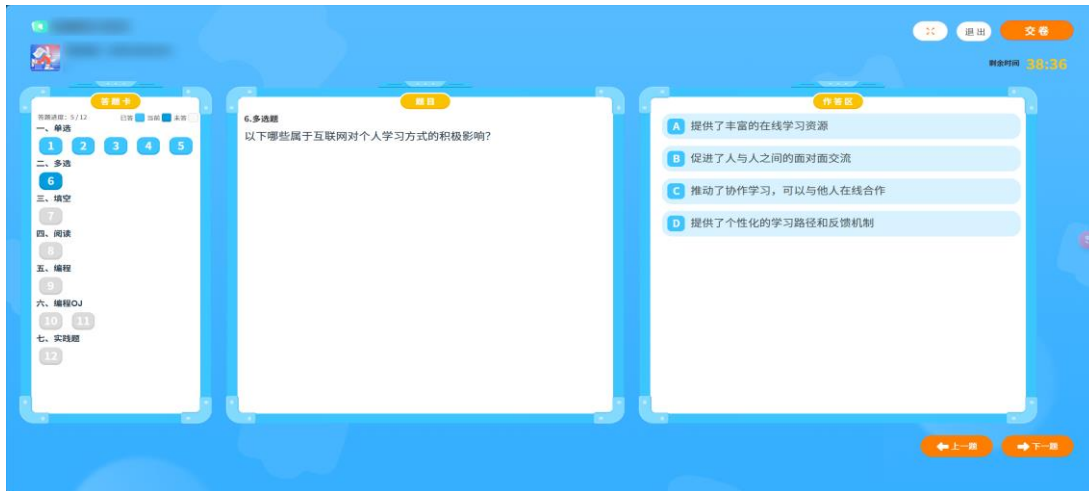 退出
交卷
剩余时间 38:36
答题卡
答题进度：5/12 已答 当前 未答
一、单选
1 2 3 4 5
二、多选
6
三、填空
7
四、阅读
8
五、编程
9
六、编程OJ
10 11
七、实践题
12
题目
6.多选题
以下哪些属于互联网对个人学习方式的积极影响？
作答区
A 提供了丰富的在线学习资源
B 促进了人与人之间的面对面交流
C 推动了协作学习，可以与他人在线合作
D 提供了个性化的学习路径和反馈机制
上一题
下一题